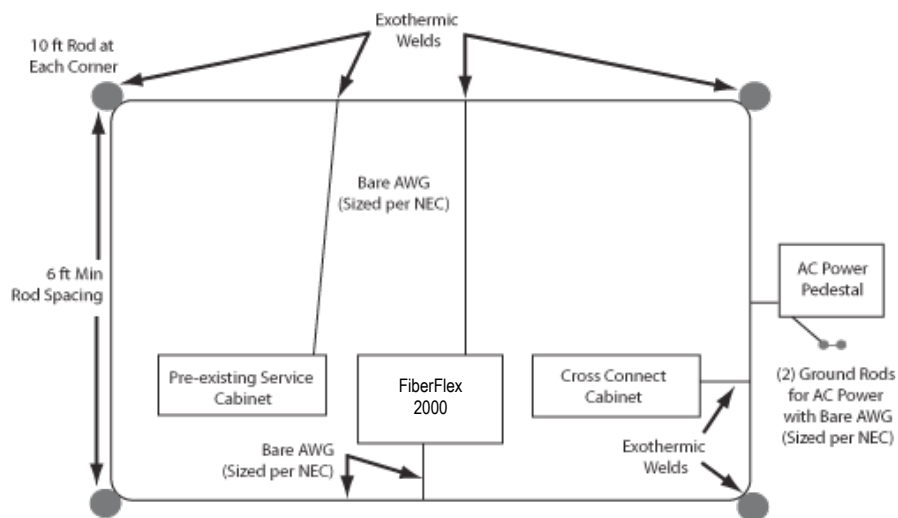 Exothermic
Welds
10 ft Rod at
Each Corner
Bare AWG
(Sized per NEC)
6 ft Min
Rod Spacing
AC Power
Pedestal
Pre-existing Service
Cabinet
FiberFlex
2000
Cross Connect
Cabinet
(2) Ground Rods
for AC Power
with Bare AWG
(Sized per NEC)
Bare AWG
(Sized per NEC)
Exothermic
Welds